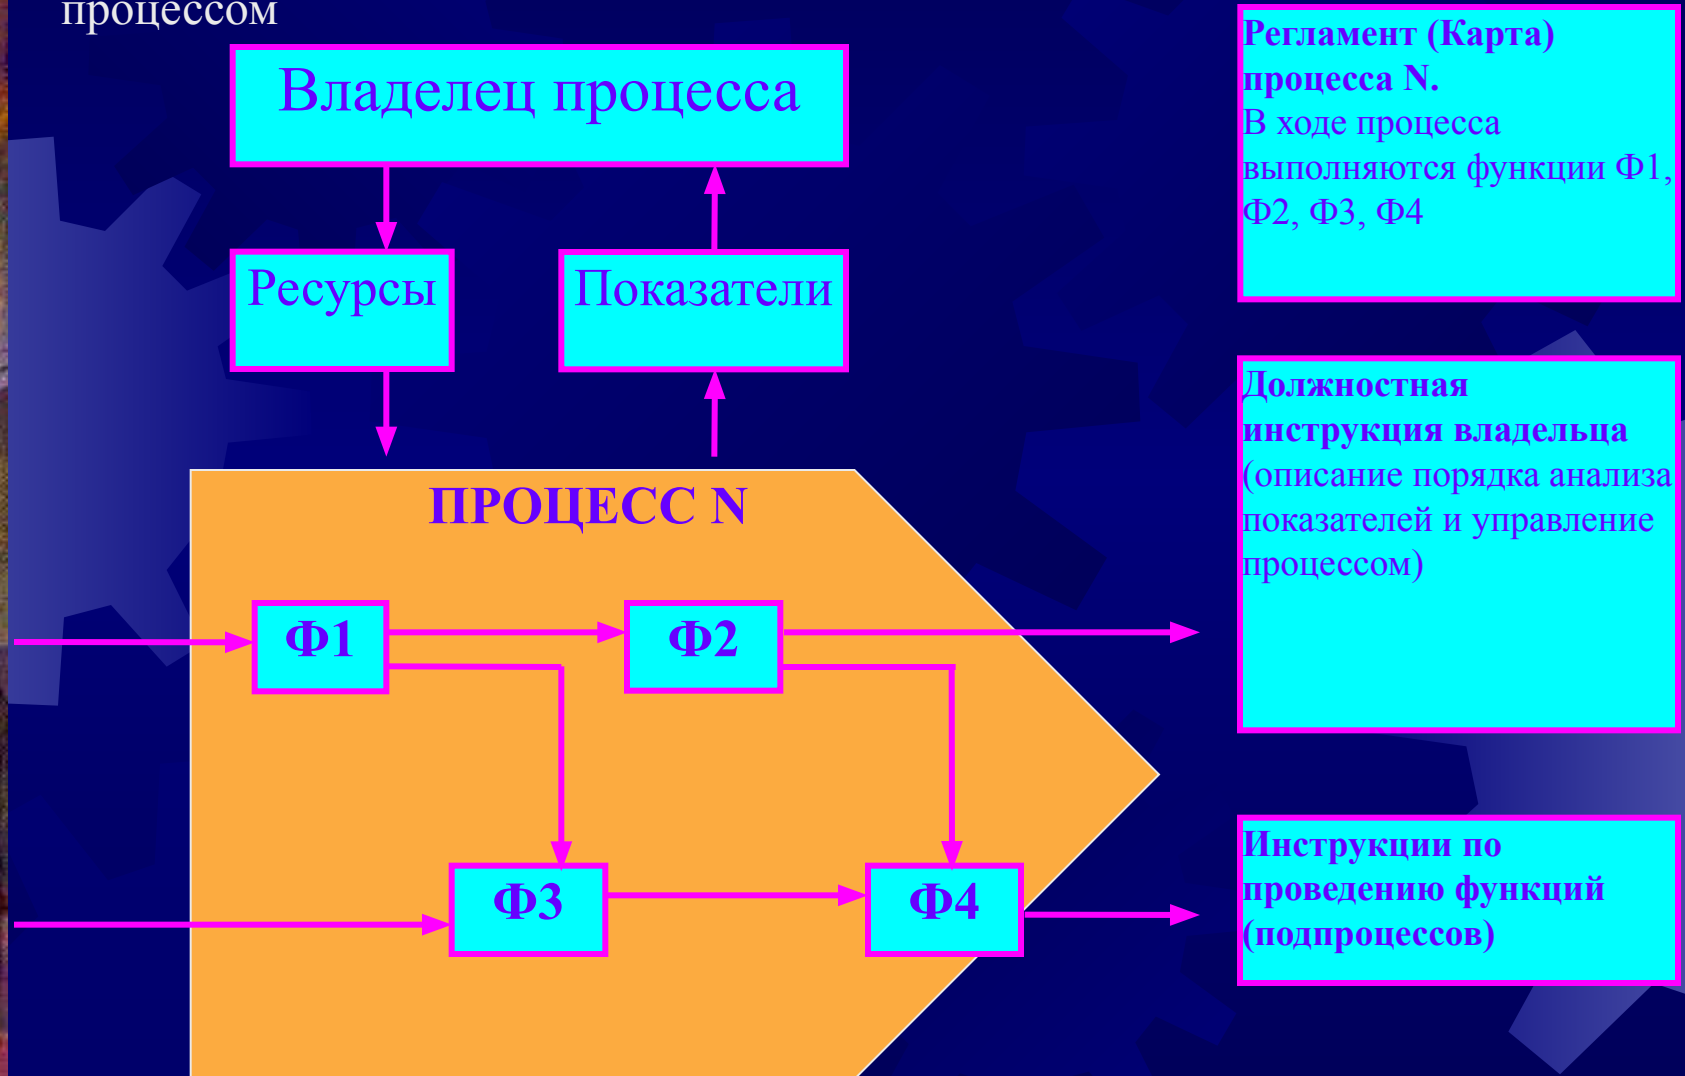 процессом
Владелец процесса
Ресурсы
Показатели
ПРОЦЕСС N
Ф1
Ф2
Ф3
Ф4
Регламент (Карта)
процесса N.
В ходе процесса
выполняются функции Ф1,
Ф2, Ф3, Ф4
Должностная
инструкция владельца
(описание порядка анализа
показателей и управление
процессом)
Инструкции по
проведению функций
(подпроцессов)